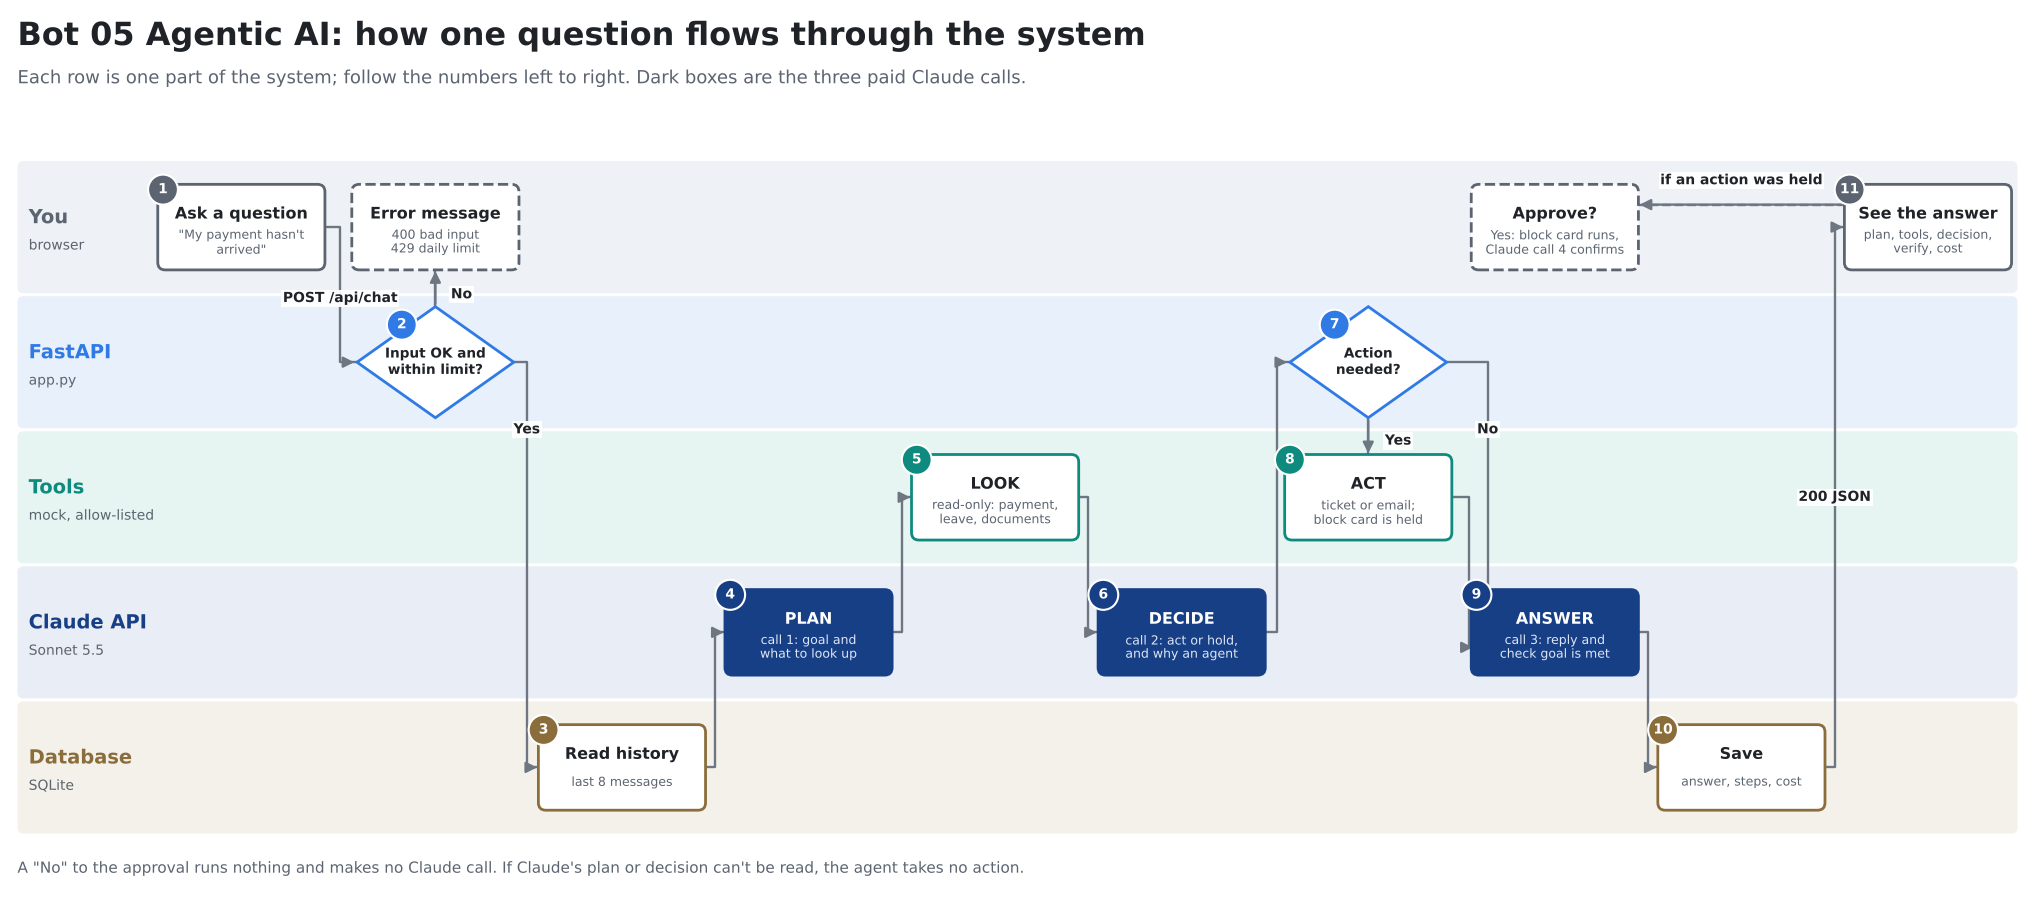 Bot 05 Agentic AI: how one question flows through the system
Each row is one part of the system; follow the numbers left to right. Dark boxes are the three paid Claude calls.
You
browser
1
Ask a question
"My payment hasn't
arrived"
Error message
400 bad input
429 daily limit
Approve?
Yes: block card runs,
Claude call 4 confirms
if an action was held
11
See the answer
plan, tools, decision,
verify, cost
POST /api/chat
No
FastAPI
app.py
2
Input OK and
within limit?
Yes
7
Action
needed?
Yes
No
Tools
mock, allow-listed
5
LOOK
read-only: payment,
leave, documents
8
ACT
ticket or email;
block card is held
200 JSON
Claude API
Sonnet 5.5
4
PLAN
call 1: goal and
what to look up
6
DECIDE
call 2: act or hold,
and why an agent
9
ANSWER
call 3: reply and
check goal is met
Database
SQLite
3
Read history
last 8 messages
10
Save
answer, steps, cost
A "No" to the approval runs nothing and makes no Claude call. If Claude's plan or decision can't be read, the agent takes no action.